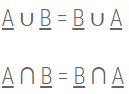 A ∪ B = B ∪ A
A ∩ B = B ∩ A